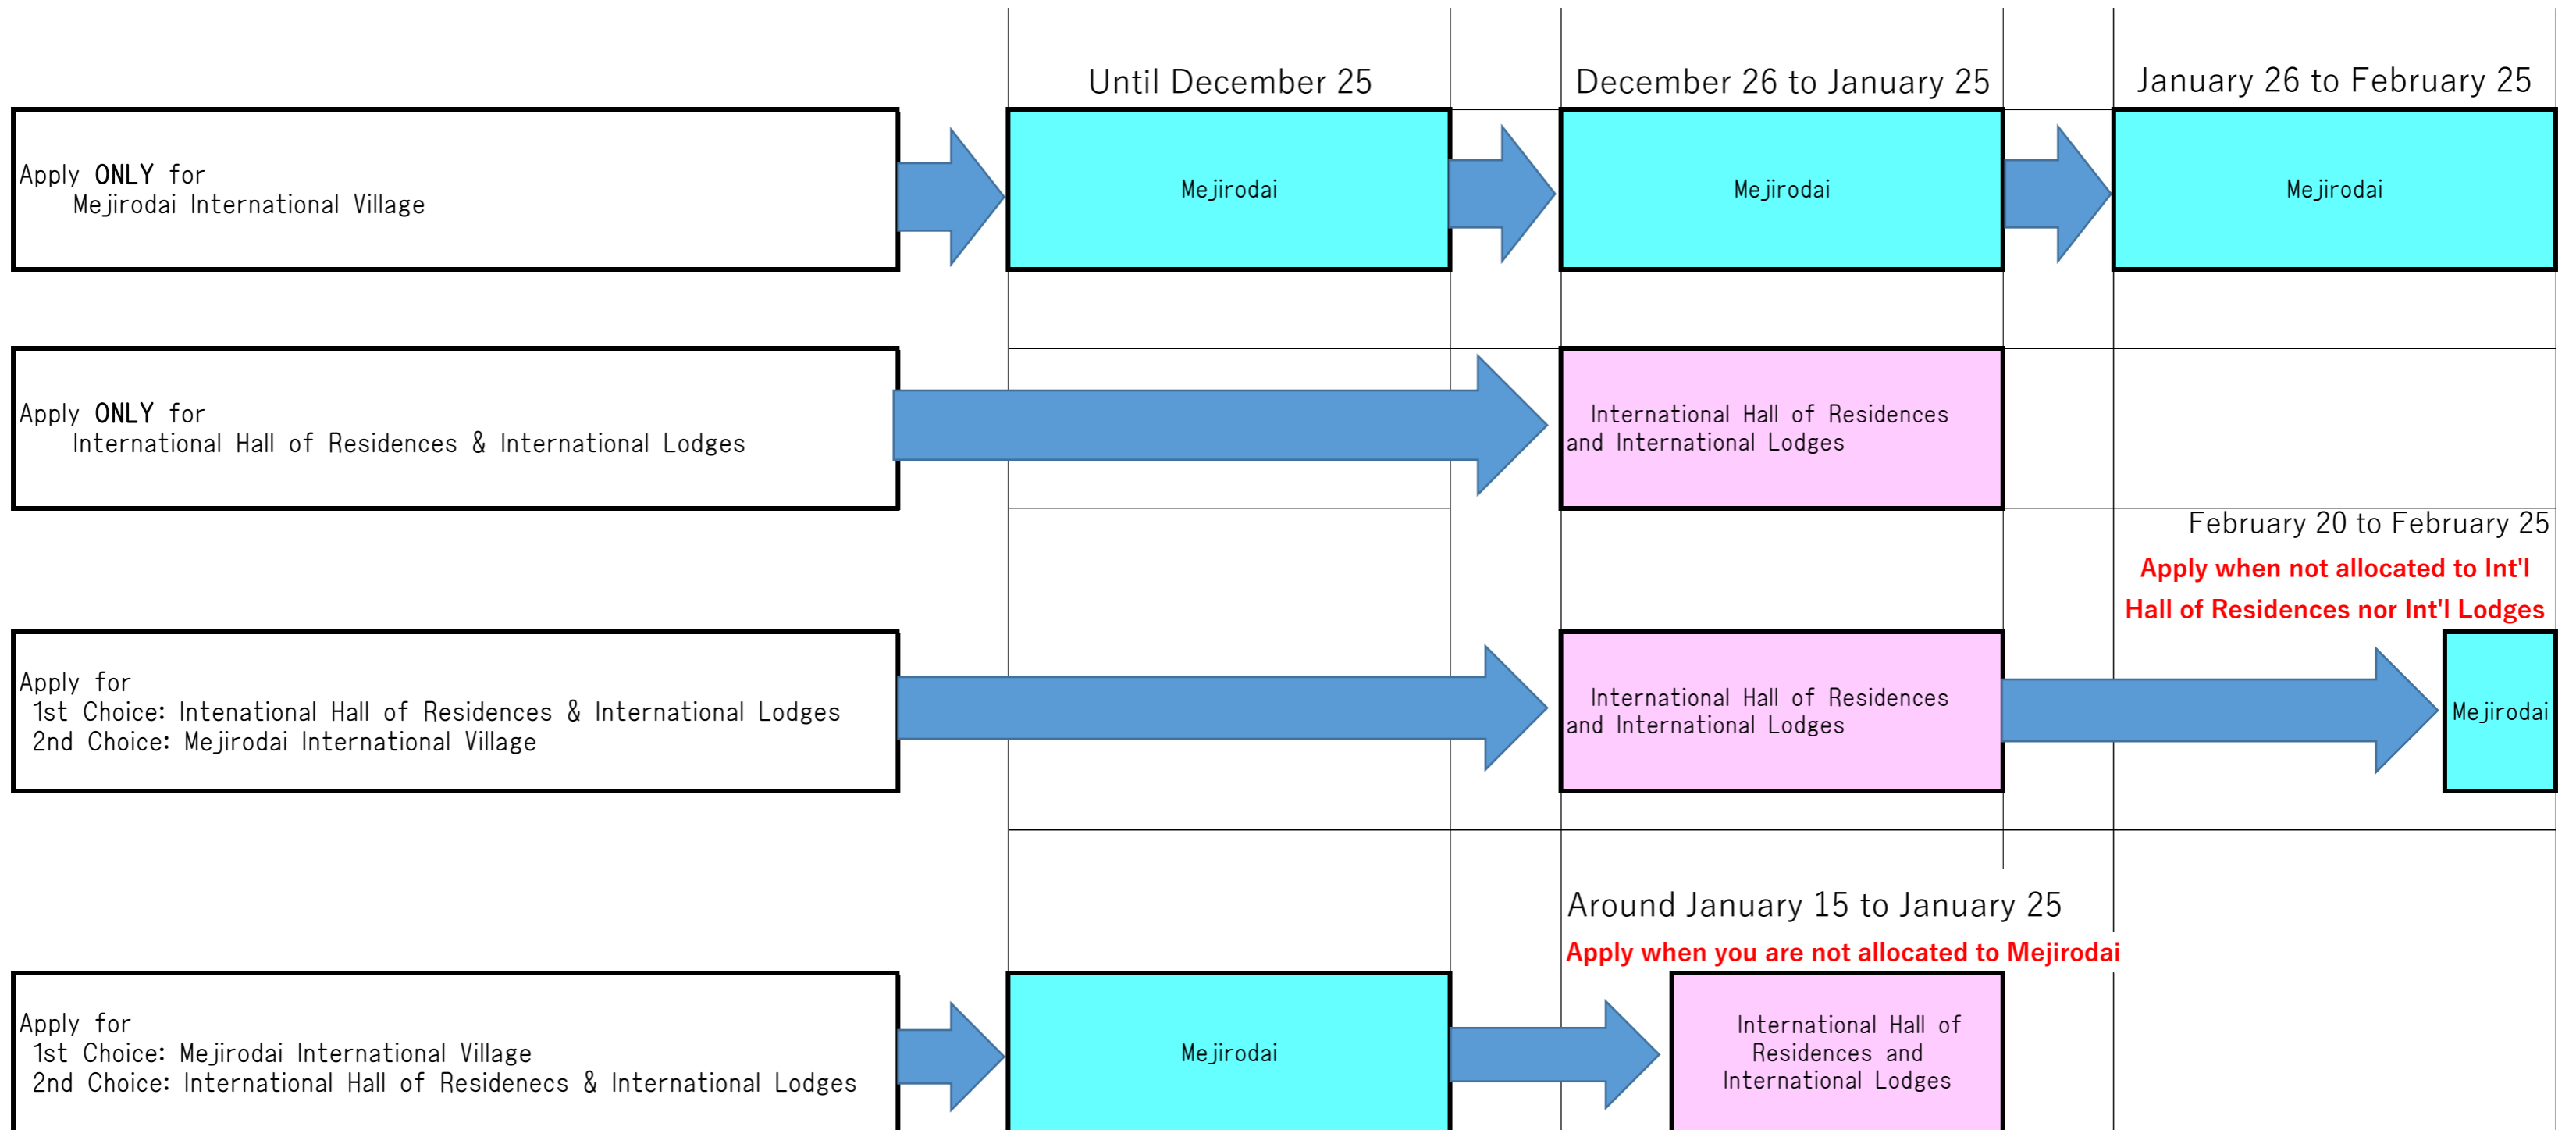 Until December 25
December 26 to January 25
January 26 to February 25
Apply ONLY for
Mejirodai International Village
Mejirodai
Mejirodai
Mejirodai
Apply ONLY for
International Hall of Residences & International Lodges
International Hall of Residences
and International Lodges
February 20 to February 25
Apply when not allocated to Int'l
Hall of Residences nor Int'l Lodges
Apply for
1st Choice: Intenational Hall of Residences & International Lodges
2nd Choice: Mejirodai International Village
International Hall of Residences
and International Lodges
Mejirodai
Around January 15 to January 25
Apply when you are not allocated to Mejirodai
Apply for
1st Choice: Mejirodai International Village
2nd Choice: International Hall of Residenecs & International Lodges
Mejirodai
International Hall of
Residences and
International Lodges